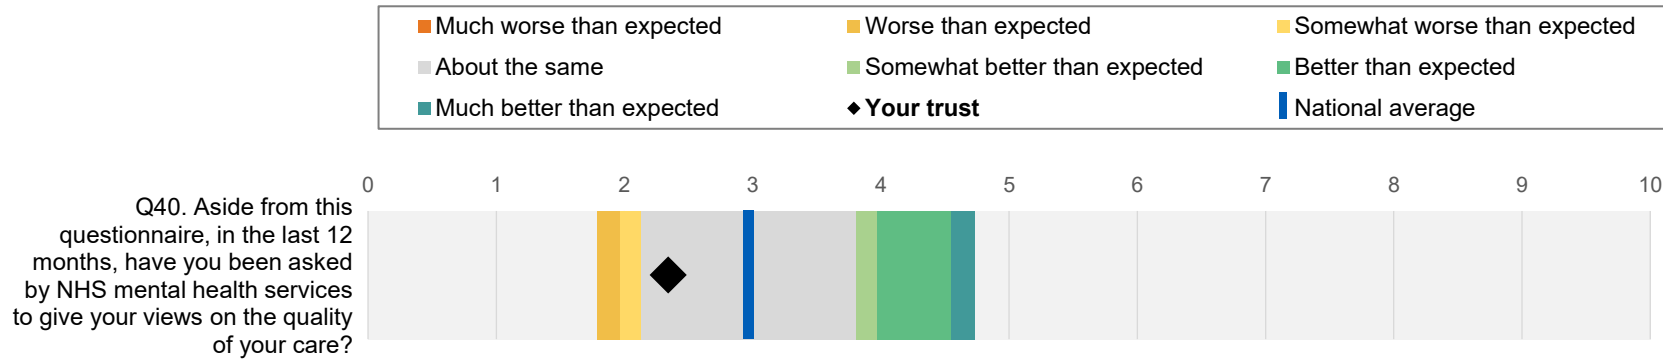 Much worse than expected
Worse than expected
Somewhat worse than expected
About the same
Somewhat better than expected
Better than expected
Much better than expected
Your trust
National average
0 1 2 3 4 5 6 7 8 9 10
Q40. Aside from this
questionnaire, in the last 12
months, have you been asked
by NHS mental health services
to give your views on the quality
of your care?